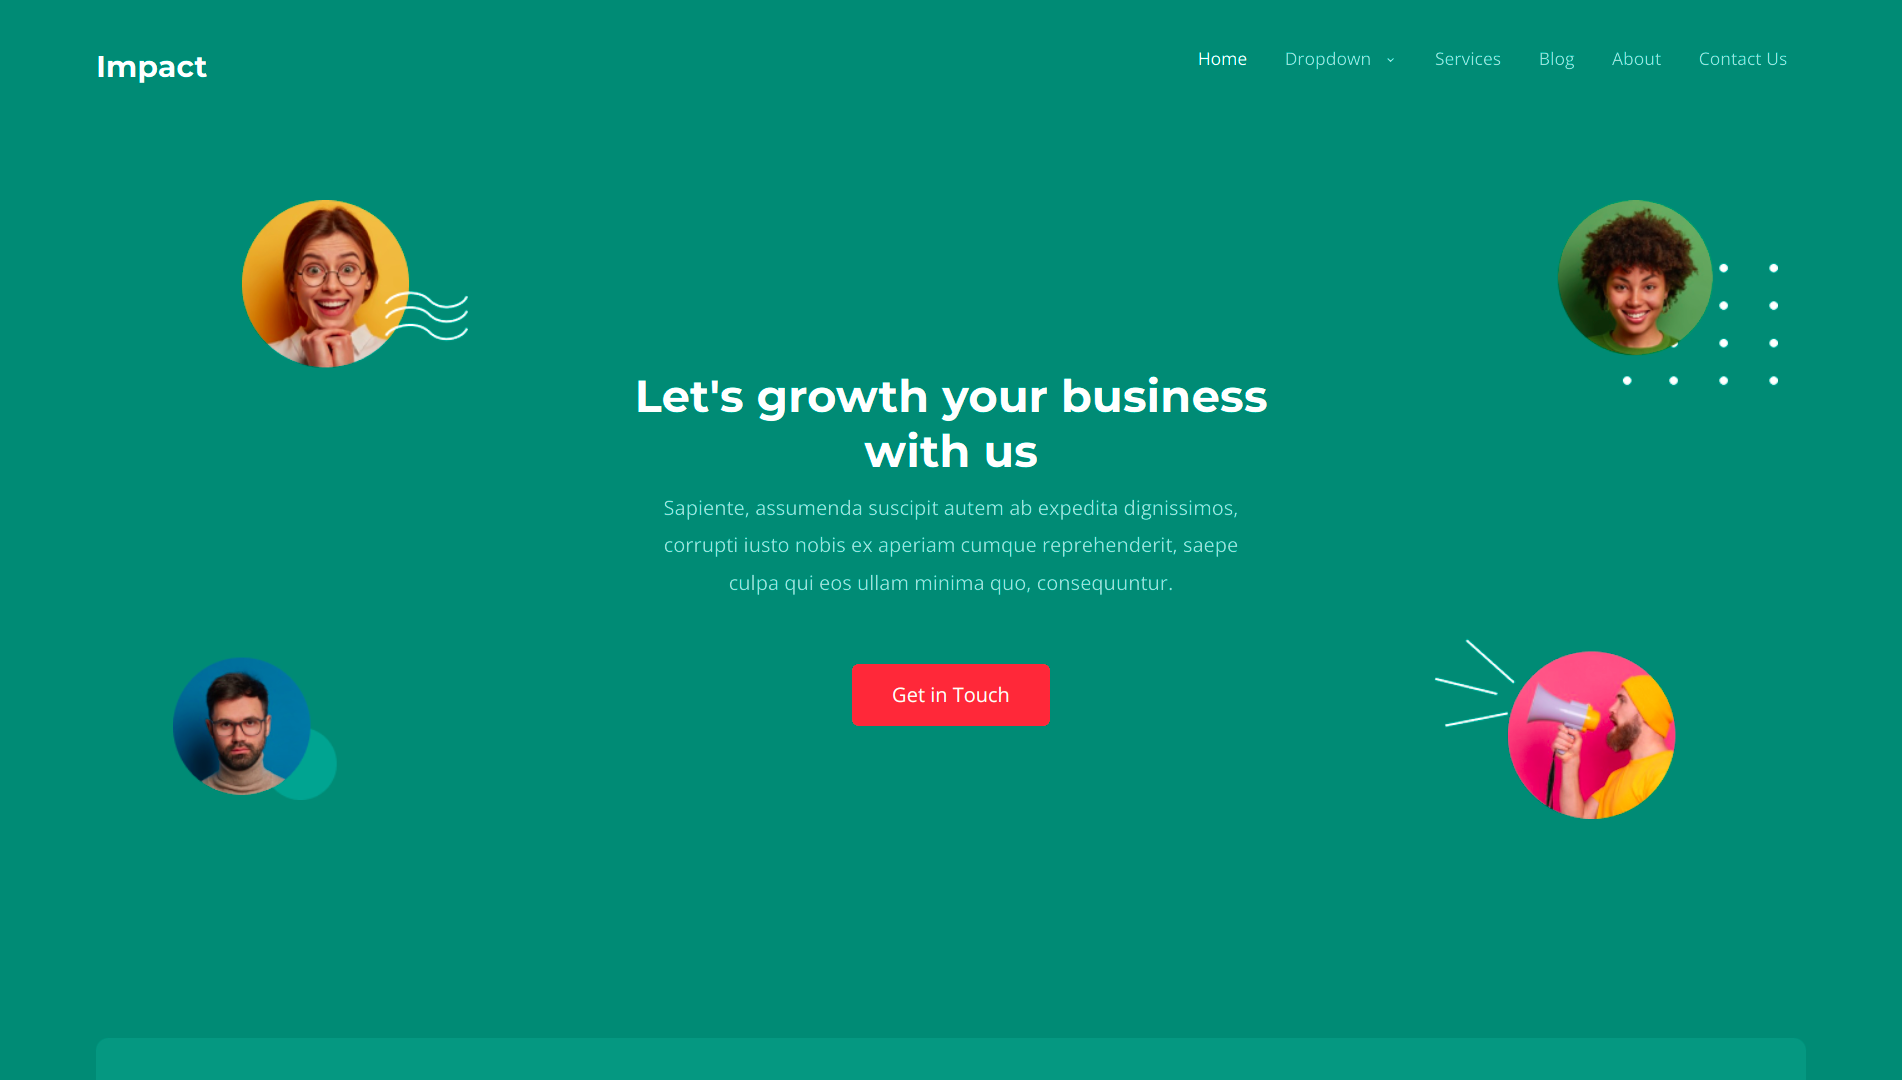 Impact
Home Dropdown Services Blog About Contact Us
Let's growth your business
with us
Sapiente, assumenda suscipit autem ab expedita dignissimos,
corrupti iusto nobis ex aperiam cumque reprehenderit, saepe
culpa qui eos ullam minima quo, consequuntur.
Get in Touch